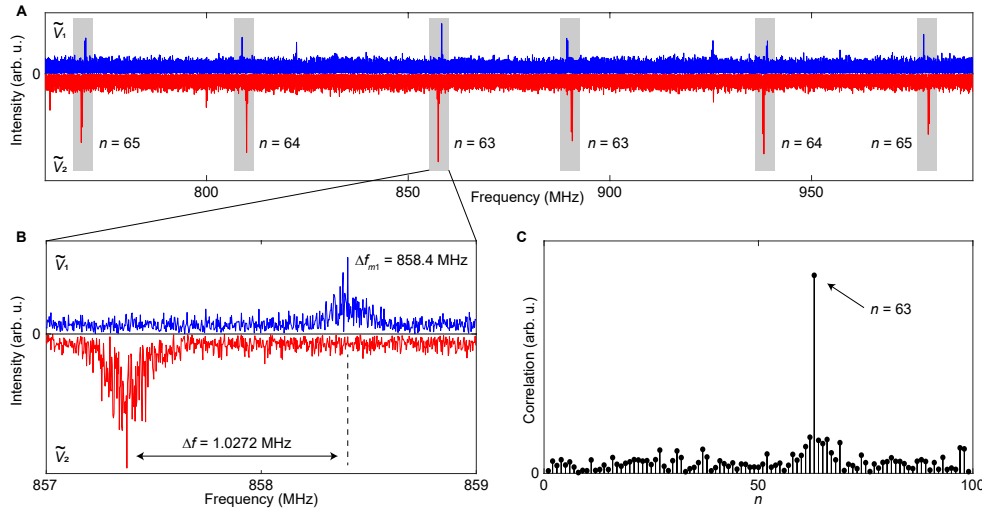 A
Ṽ₁
0
Ṽ₂
Intensity (arb. u.)
n = 65
n = 64
n = 63
n = 63
n = 64
n = 65
800
850
900
950
Frequency (MHz)
B
Ṽ₁
Δfₘ₁ = 858.4 MHz
0
Intensity (arb. u.)
Δf = 1.0272 MHz
Ṽ₂
857
858
859
Frequency (MHz)
C
Correlation (arb. u.)
n = 63
0
0
50
100
n